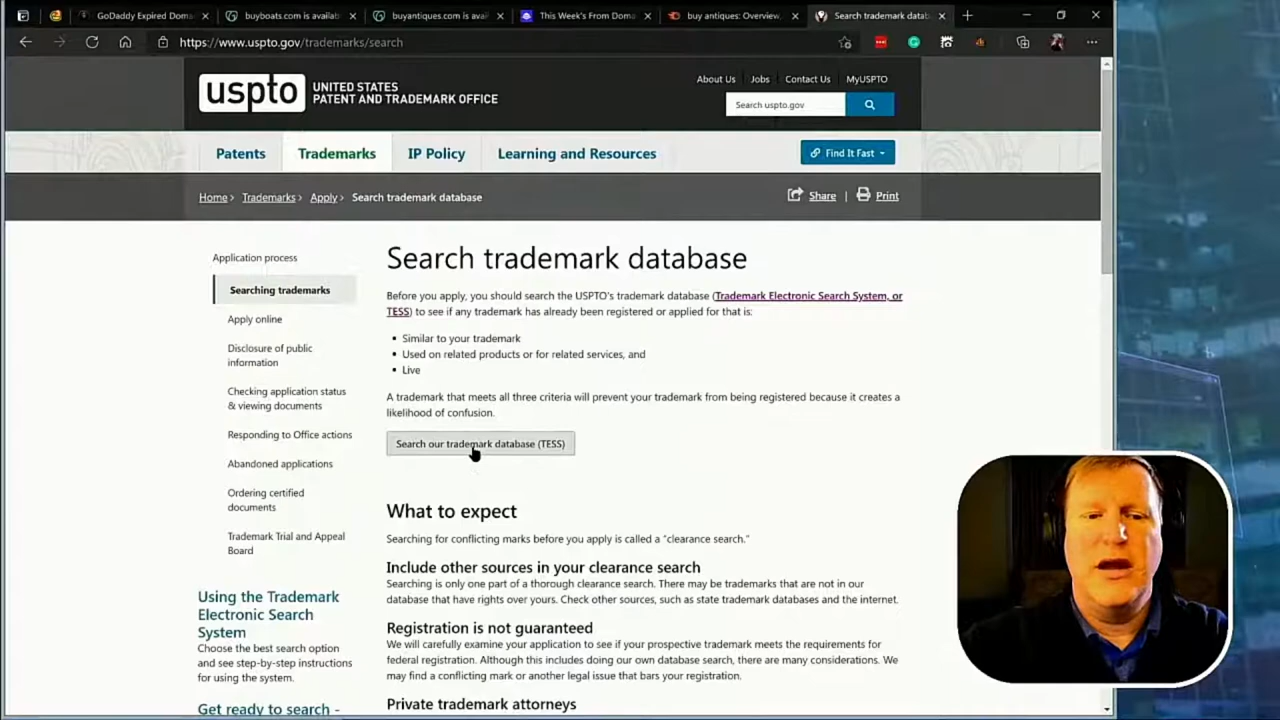 GoDaddy Expired Doma
buyboats.com is availab
buyantiques.com is avai
This Week's From Doma
buy antiques: Overview,
Search trademark datab
https://www.uspto.gov/trademarks/search
uspto
UNITED STATES
PATENT AND TRADEMARK OFFICE
About Us
Jobs
Contact Us
MyUSPTO
Search uspto.gov
Patents
Trademarks
IP Policy
Learning and Resources
Find It Fast
Home
Trademarks
Apply
Search trademark database
Share
Print
Application process
Searching trademarks
Apply online
Disclosure of public
information
Checking application status
& viewing documents
Responding to Office actions
Abandoned applications
Ordering certified
documents
Trademark Trial and Appeal
Board
Using the Trademark
Electronic Search
System
Choose the best search option
and see step-by-step instructions
for using the system.
Get ready to search -
Search trademark database
Before you apply, you should search the USPTO's trademark database (Trademark Electronic Search System, or
TESS) to see if any trademark has already been registered or applied for that is:
• Similar to your trademark
• Used on related products or for related services, and
• Live
A trademark that meets all three criteria will prevent your trademark from being registered because it creates a
likelihood of confusion.
Search our trademark database (TESS)
What to expect
Searching for conflicting marks before you apply is called a "clearance search."
Include other sources in your clearance search
Searching is only one part of a thorough clearance search. There may be trademarks that are not in our
database that have rights over yours. Check other sources, such as state trademark databases and the internet.
Registration is not guaranteed
We will carefully examine your application to see if your prospective trademark meets the requirements for
federal registration. Although this includes doing our own database search, there are many considerations. We
may find a conflicting mark or another legal issue that bars your registration.
Private trademark attorneys